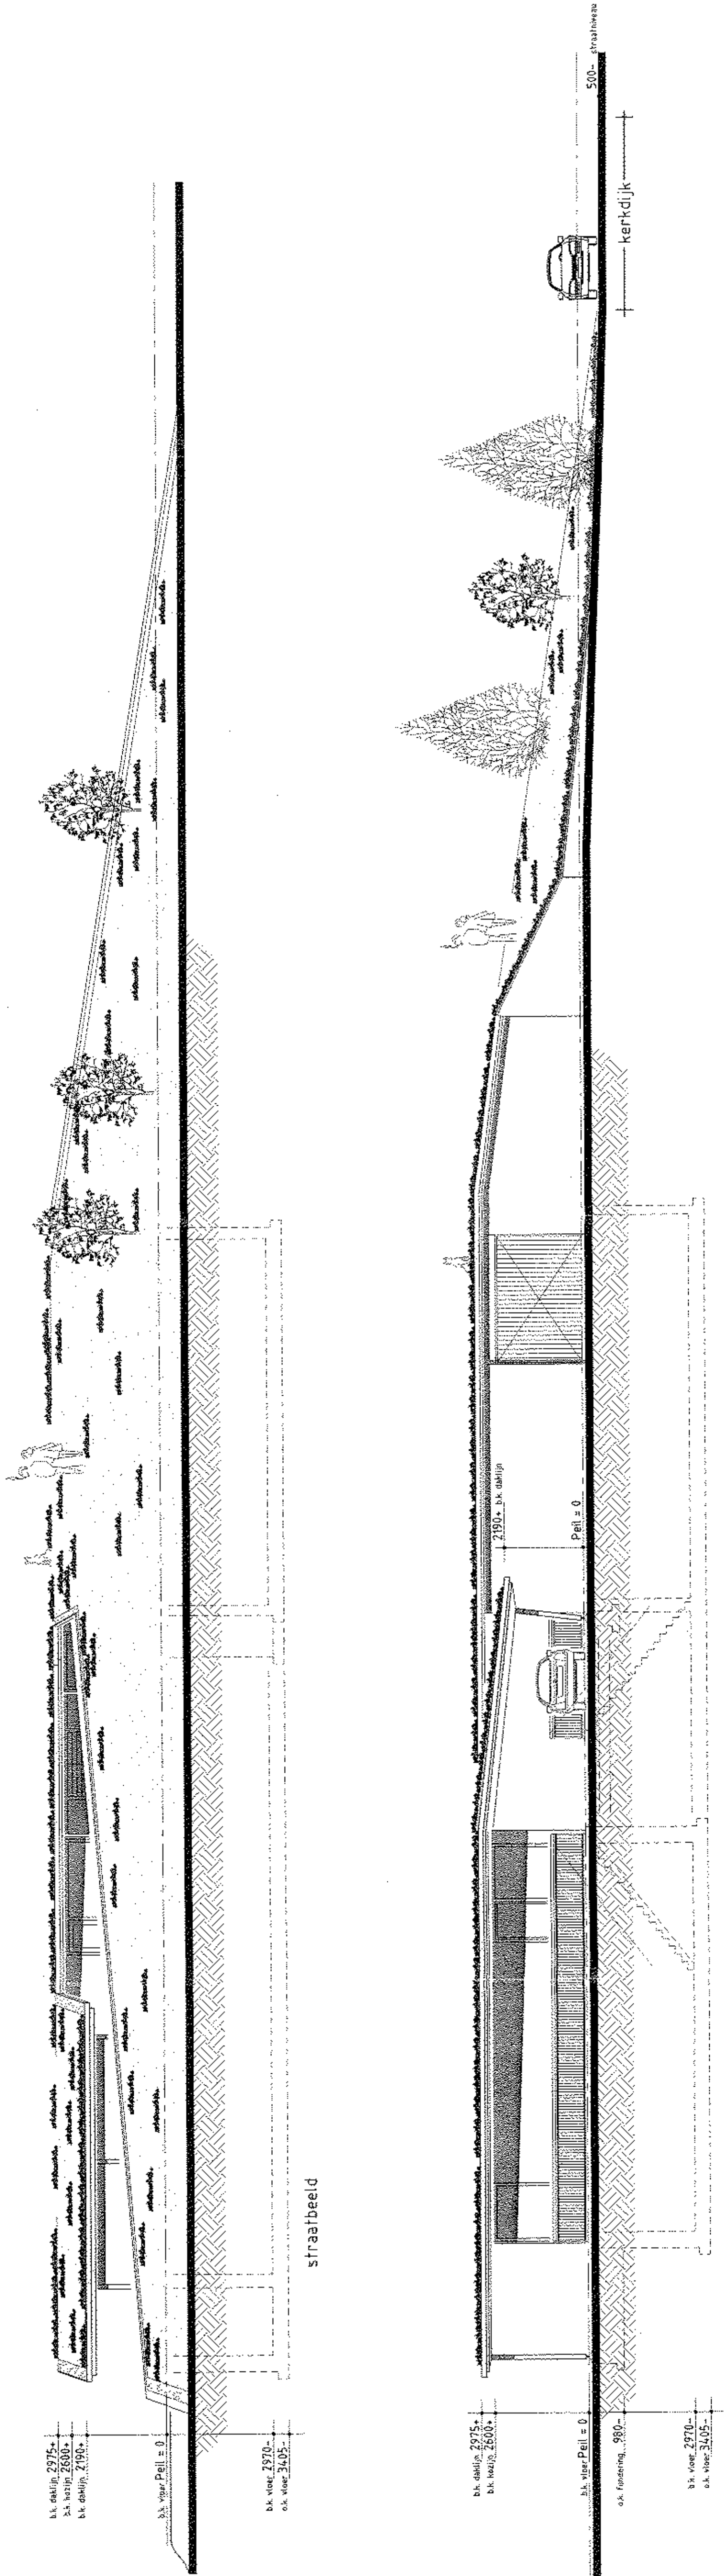 b.k. daklijn 2975+
b.k. kozijn 2600+
b.k. daklijn 2190+
b.k. vloer Peil = 0
b.k. vloer 2970-
o.k. vloer 3405-
straatbeeld
b.k. daklijn 2975+
b.k. kozijn 2600+
b.k. vloer Peil = 0
o.k. fundering 980-
b.k. vloer 2970-
o.k. vloer 3405-
2190+ b.k. daklijn
Peil = 0
kerkdijk
500- straatniveau